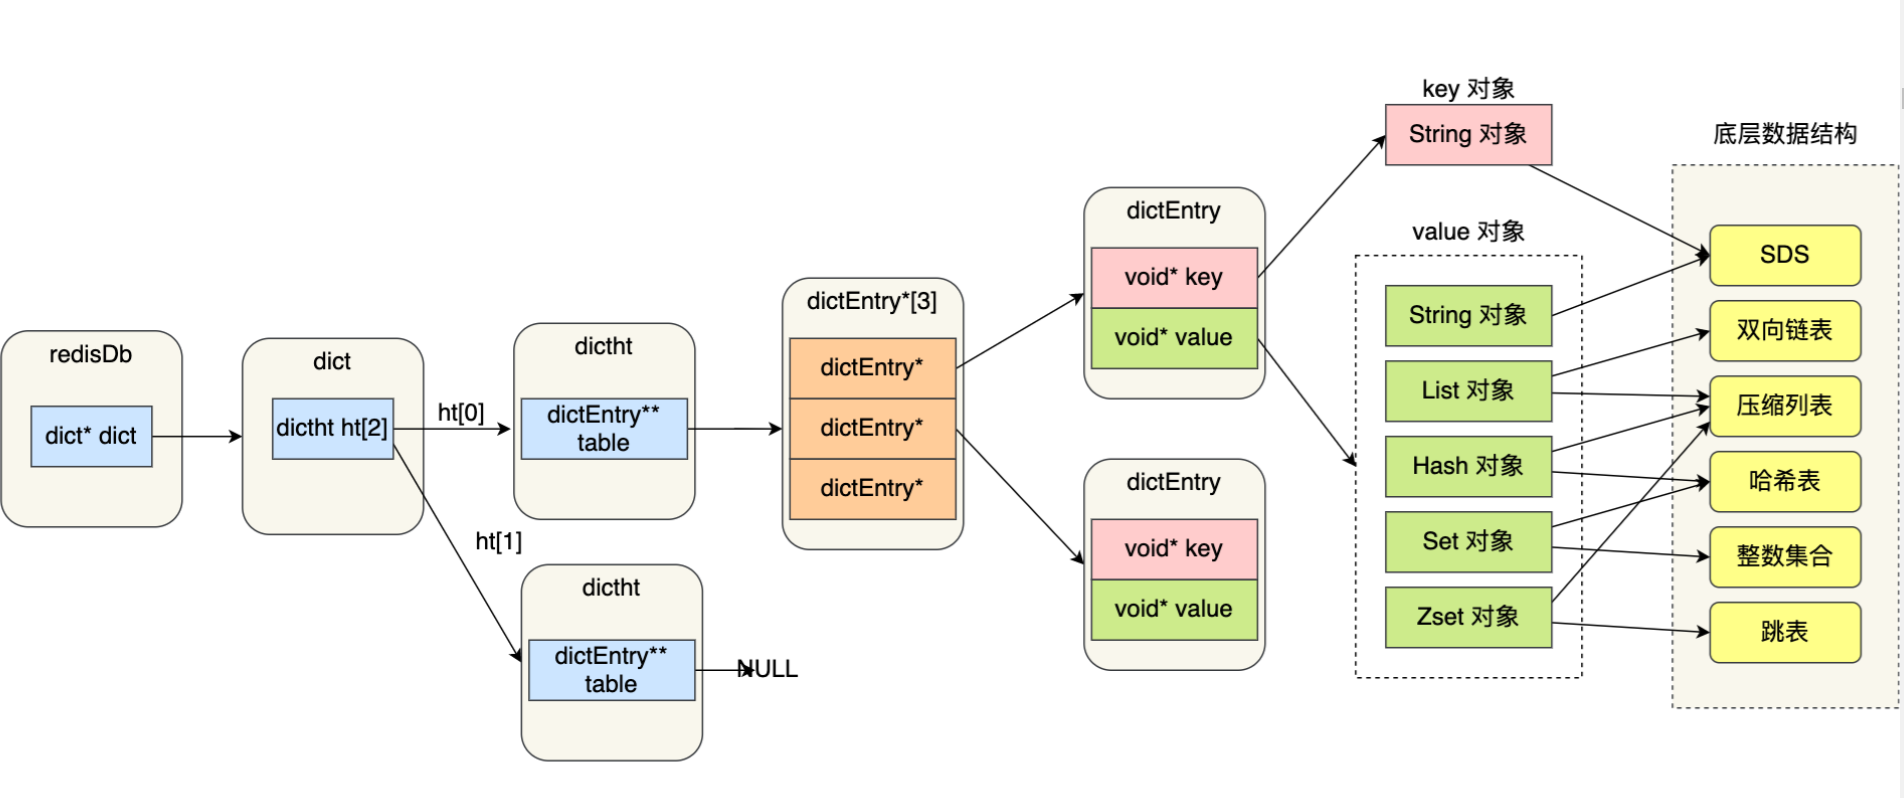 redisDb
dict* dict
dict
dictht ht[2]
ht[0]
ht[1]
dictht
dictEntry**
table
dictht
dictEntry**
table
NULL
dictEntry*[3]
dictEntry*
dictEntry*
dictEntry*
dictEntry
void* key
void* value
dictEntry
void* key
void* value
key 对象
String 对象
value 对象
String 对象
List 对象
Hash 对象
Set 对象
Zset 对象
底层数据结构
SDS
双向链表
压缩列表
哈希表
整数集合
跳表